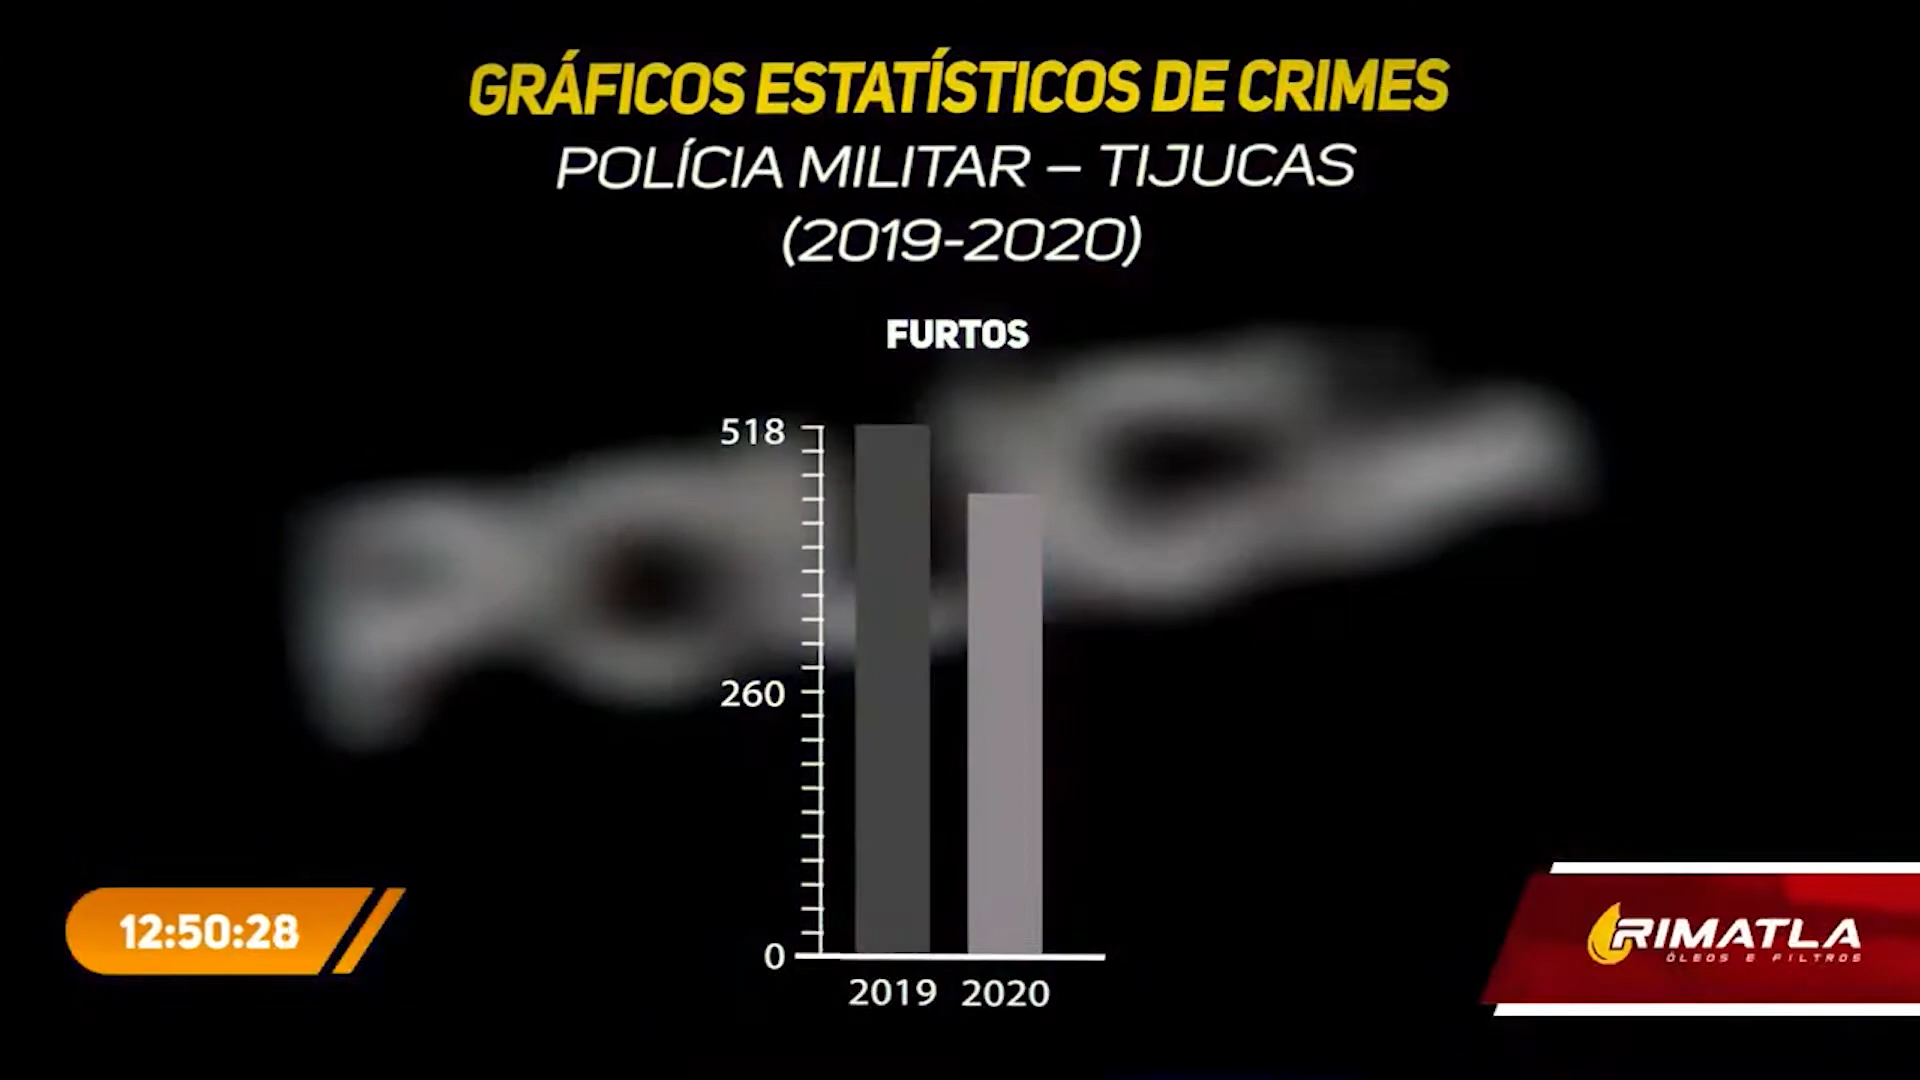 GRÁFICOS ESTATÍSTICOS DE CRIMES
POLÍCIA MILITAR – TIJUCAS
(2019-2020)
FURTOS
518
260
0
2019 2020
12:50:28
RIMATLA
ÓLEOS E FILTROS